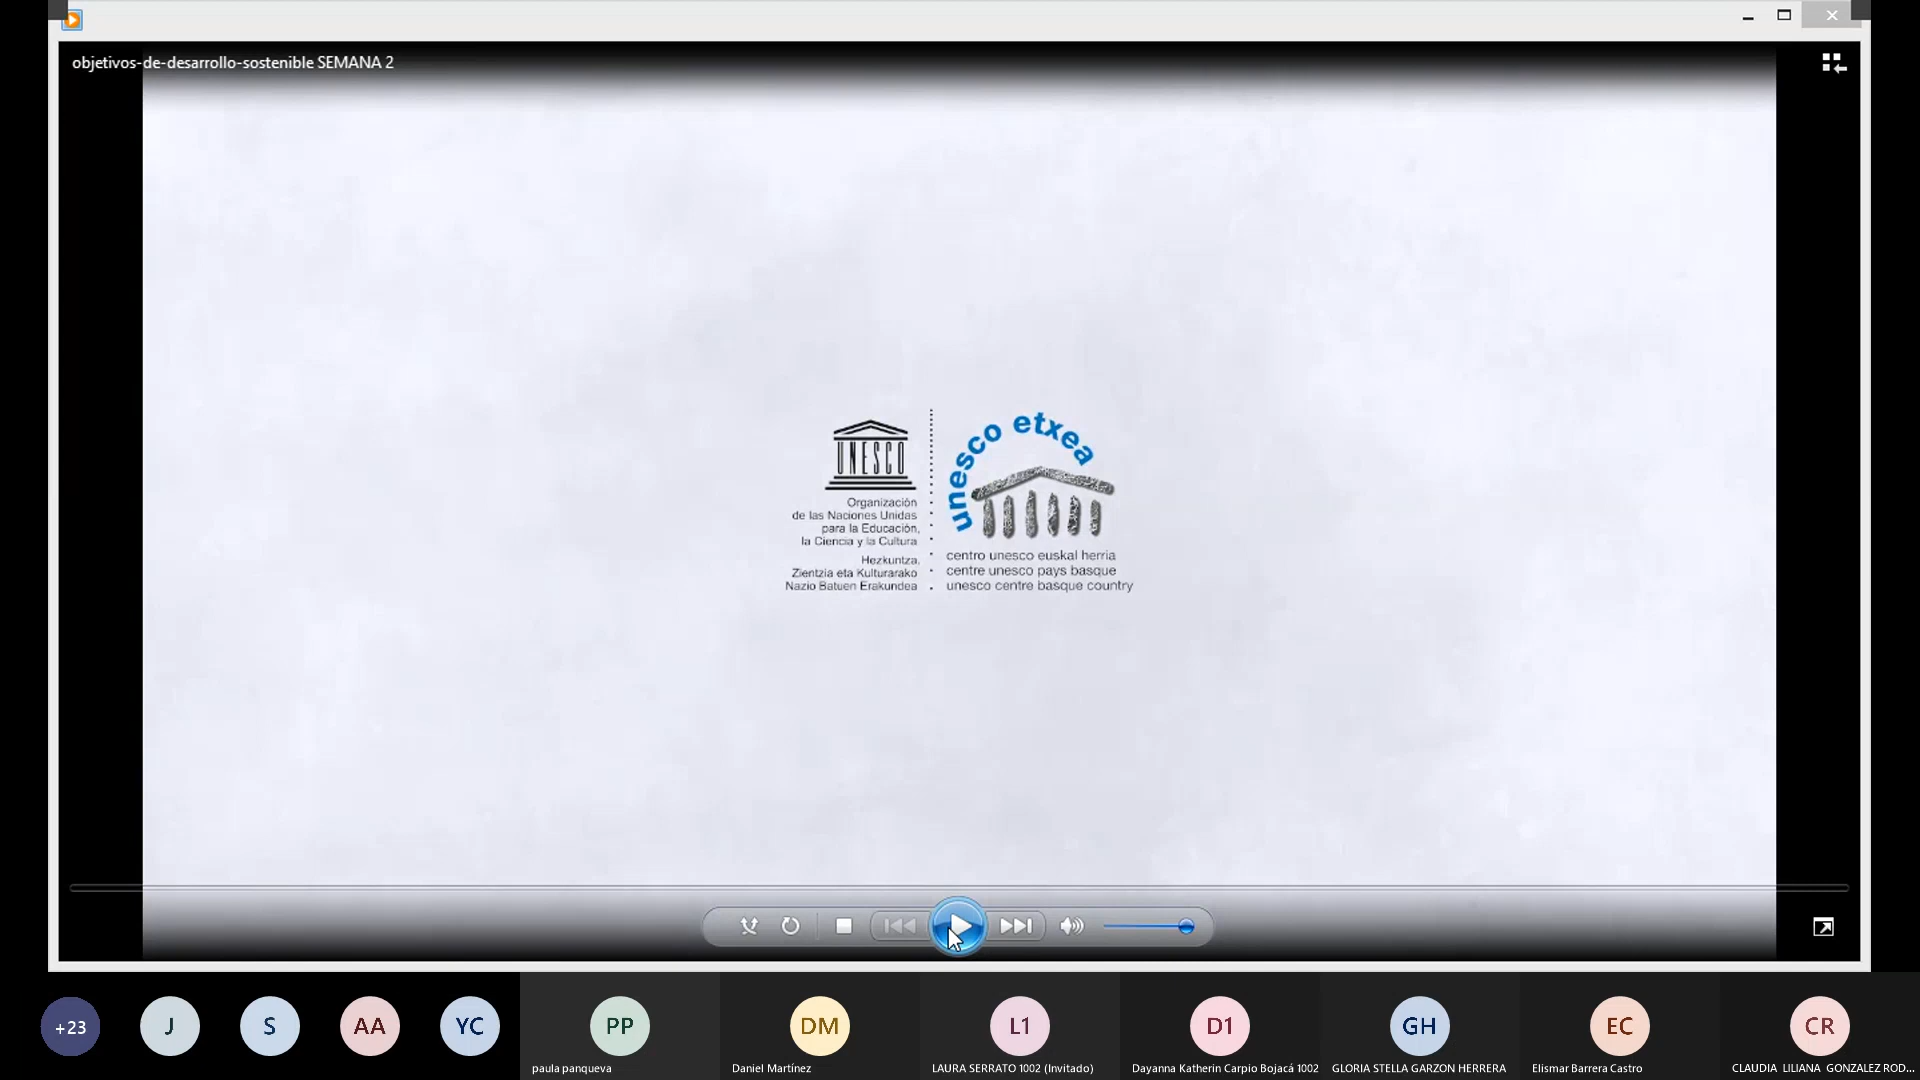 objetivos-de-desarrollo-sostenible SEMANA 2
UNESCO
Organización
de las Naciones Unidas
para la Educación,
la Ciencia y la Cultura
Hezkuntza,
Zientzia eta Kulturarako
Nazio Batuen Erakundea
unesco etxea
centro unesco euskal herria
centre unesco pays basque
unesco centre basque country
+23
J
S
AA
YC
PP
DM
L1
D1
GH
EC
CR
paula panqueva
Daniel Martínez
LAURA SERRATO 1002 (Invitado)
Dayanna Katherin Carpio Bojacá 1002
GLORIA STELLA GARZON HERRERA
Elismar Barrera Castro
CLAUDIA LILIANA GONZALEZ ROD...